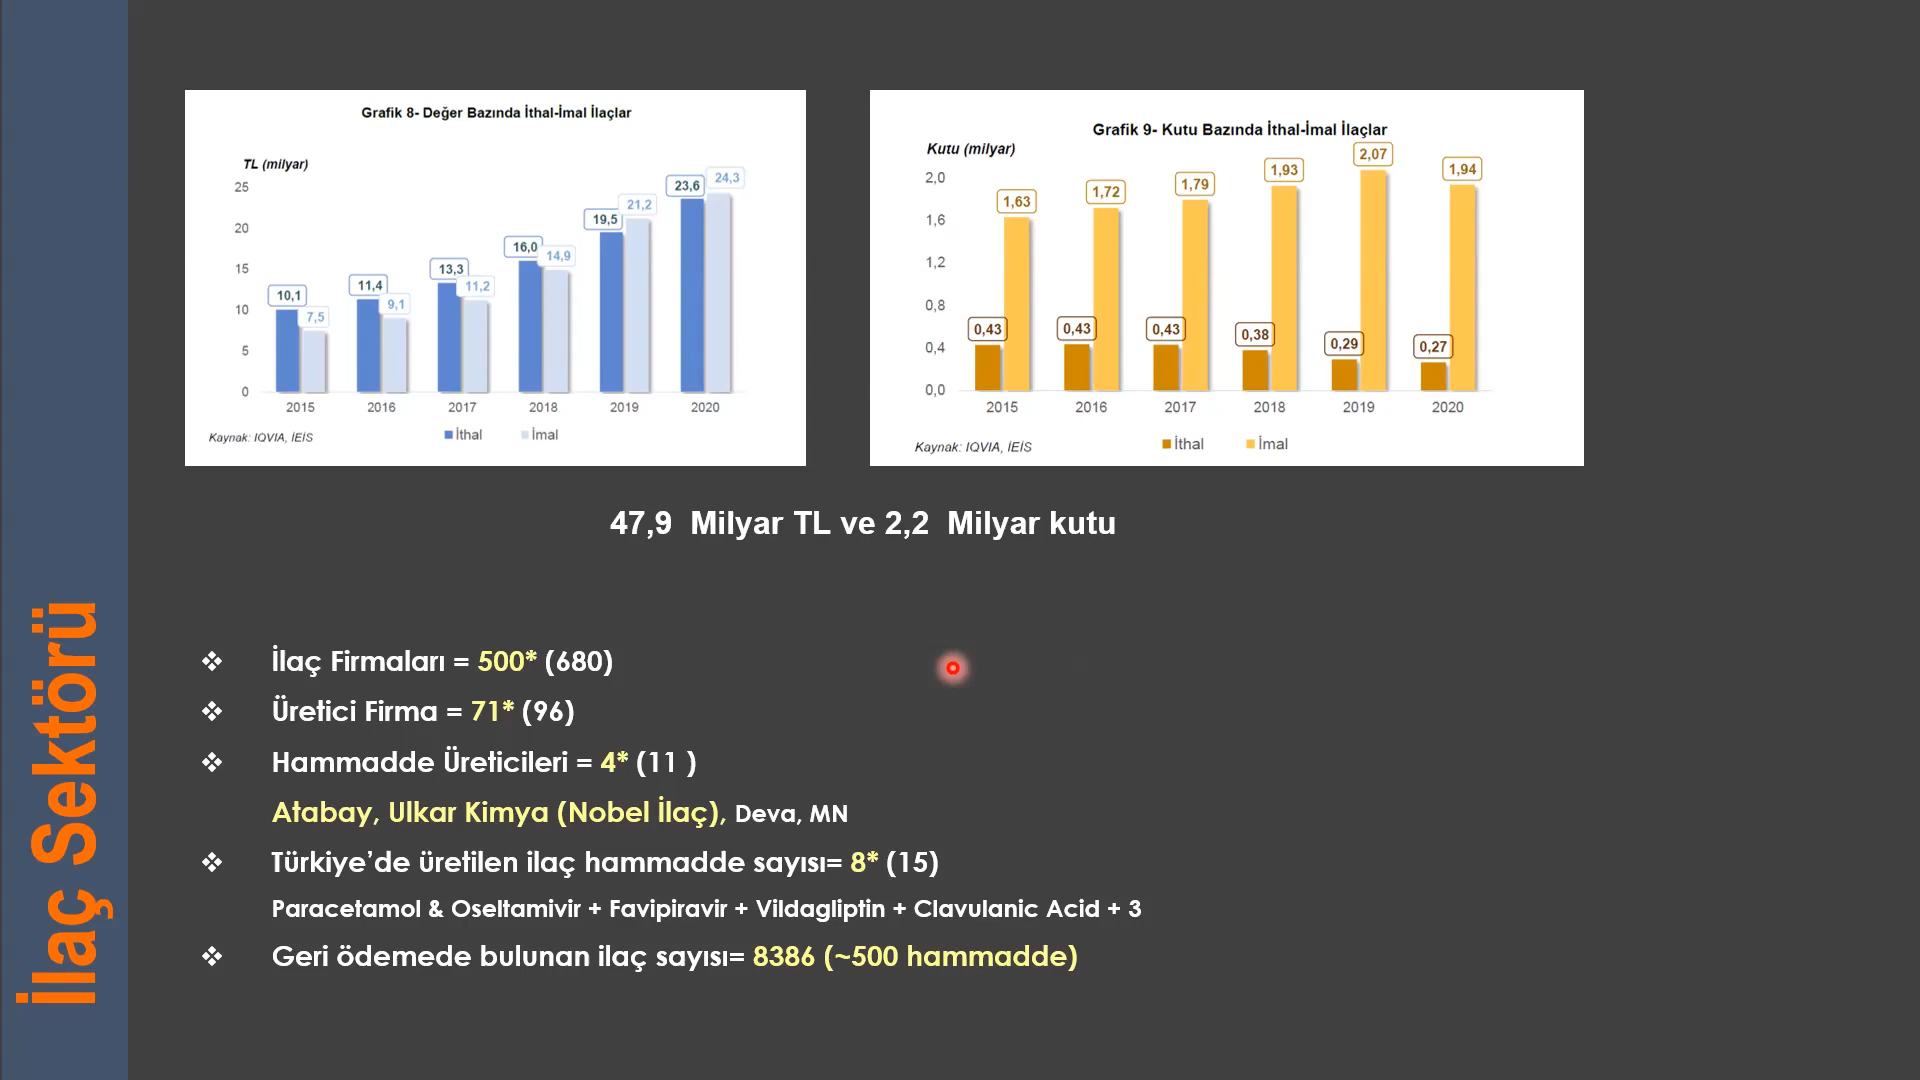 İlaç Sektörü
Grafik 8- Değer Bazında İthal-İmal İlaçlar
TL (milyar)
25
20
15
10
5
0
10,1
7,5
11,4
9,1
13,3
11,2
16,0
14,9
19,5
21,2
23,6
24,3
2015 2016 2017 2018 2019 2020
İthal İmal
Kaynak: IQVIA, İEİS
Grafik 9- Kutu Bazında İthal-İmal İlaçlar
Kutu (milyar)
2,0
1,6
1,2
0,8
0,4
0,0
0,43
1,63
0,43
1,72
0,43
1,79
0,38
1,93
0,29
2,07
0,27
1,94
2015 2016 2017 2018 2019 2020
İthal İmal
Kaynak: IQVIA, İEİS
47,9 Milyar TL ve 2,2 Milyar kutu
❖ İlaç Firmaları = 500* (680)
❖ Üretici Firma = 71* (96)
❖ Hammadde Üreticileri = 4* (11 )
Atabay, Ulkar Kimya (Nobel İlaç), Deva, MN
❖ Türkiye’de üretilen ilaç hammadde sayısı= 8* (15)
Paracetamol & Oseltamivir + Favipiravir + Vildagliptin + Clavulanic Acid + 3
❖ Geri ödemede bulunan ilaç sayısı= 8386 (~500 hammadde)